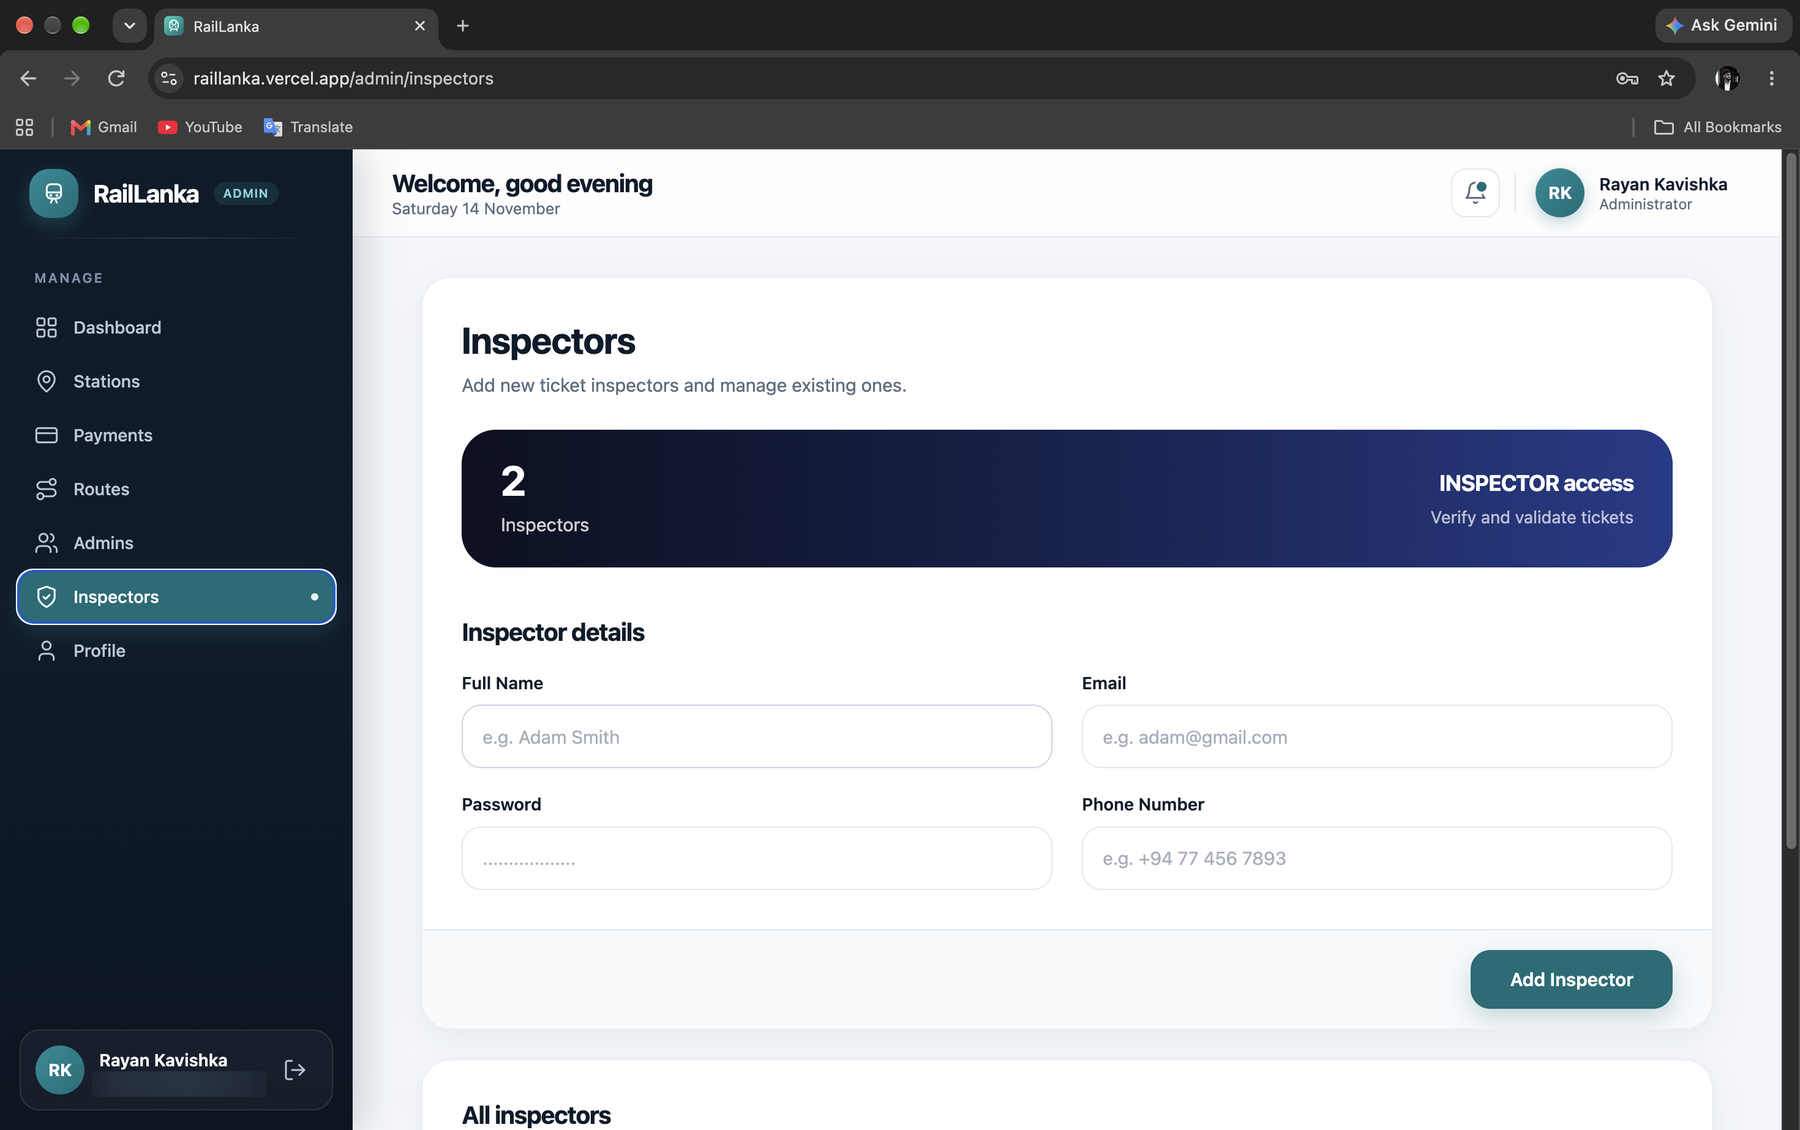 RailLanka
Ask Gemini
raillanka.vercel.app/admin/inspectors
Gmail
YouTube
Translate
All Bookmarks
RailLanka
ADMIN
MANAGE
Dashboard
Stations
Payments
Routes
Admins
Inspectors
Profile
RK
Rayan Kavishka
Welcome, good evening
Saturday 14 November
RK
Rayan Kavishka
Administrator
Inspectors
Add new ticket inspectors and manage existing ones.
2
Inspectors
INSPECTOR access
Verify and validate tickets
Inspector details
Full Name
e.g. Adam Smith
Email
e.g. adam@gmail.com
Password
..................
Phone Number
e.g. +94 77 456 7893
Add Inspector
All inspectors